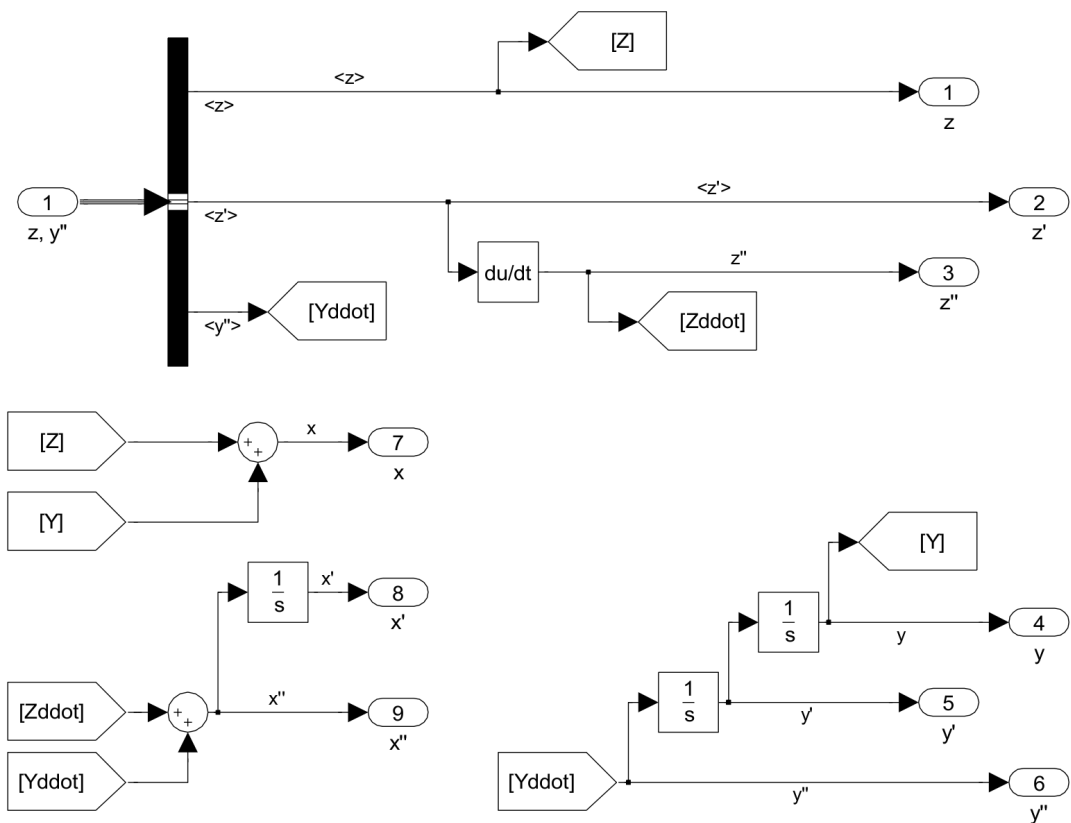 [Z]
<z>
<z>
1
z
1
z, y"
<z'>
<z'>
2
z'
du/dt
z"
3
z"
<y">
[Yddot]
[Zddot]
[Z]
+
+
x
7
x
[Y]
1
s
x'
8
x'
[Zddot]
+
+
x"
9
x"
[Yddot]
[Y]
1
s
y
4
y
1
s
y'
5
y'
[Yddot]
y"
6
y"